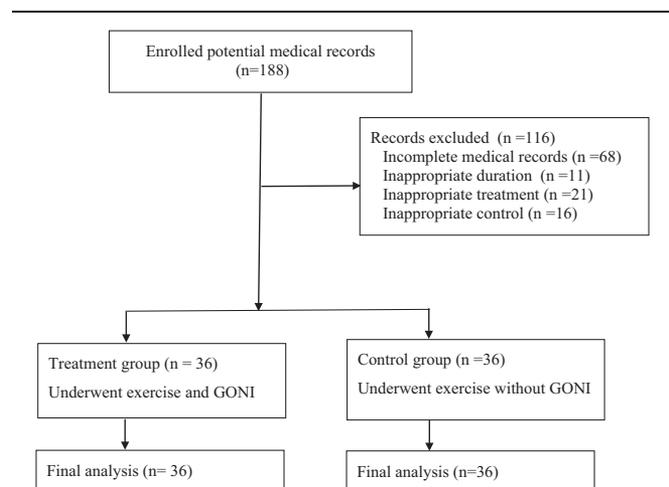 Enrolled potential medical records
(n=188)
Records excluded (n =116)
Incomplete medical records (n =68)
Inappropriate duration (n =11)
Inappropriate treatment (n =21)
Inappropriate control (n =16)
Treatment group (n = 36)
Underwent exercise and GONI
Control group (n =36)
Underwent exercise without GONI
Final analysis (n= 36)
Final analysis (n=36)